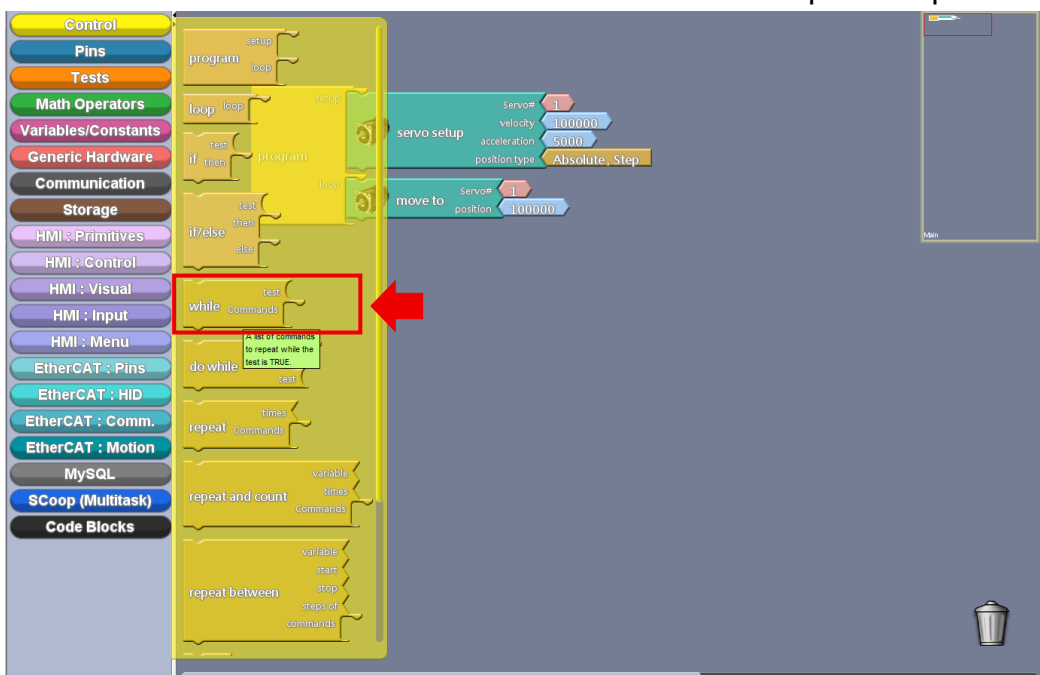 Control
Pins
Tests
Math Operators
Variables/Constants
Generic Hardware
Communication
Storage
HMI : Primitives
HMI : Control
HMI : Visual
HMI : Input
HMI : Menu
EtherCAT : Pins
EtherCAT : HID
EtherCAT : Comm.
EtherCAT : Motion
MySQL
SCoop (Multitask)
Code Blocks
setup
program
loop
loop loop
test
if then
test
then
if/else
else
test
while Commands
A list of commands
to repeat while the
test is TRUE.
do while
test
times
repeat Commands
variable
repeat and count times
Commands
variable
start
repeat between stop
steps of
commands
setup
program
loop
Servo# 1
velocity 100000
servo setup
acceleration 5000
position type Absolute, Step
Servo# 1
move to
position 100000
Main